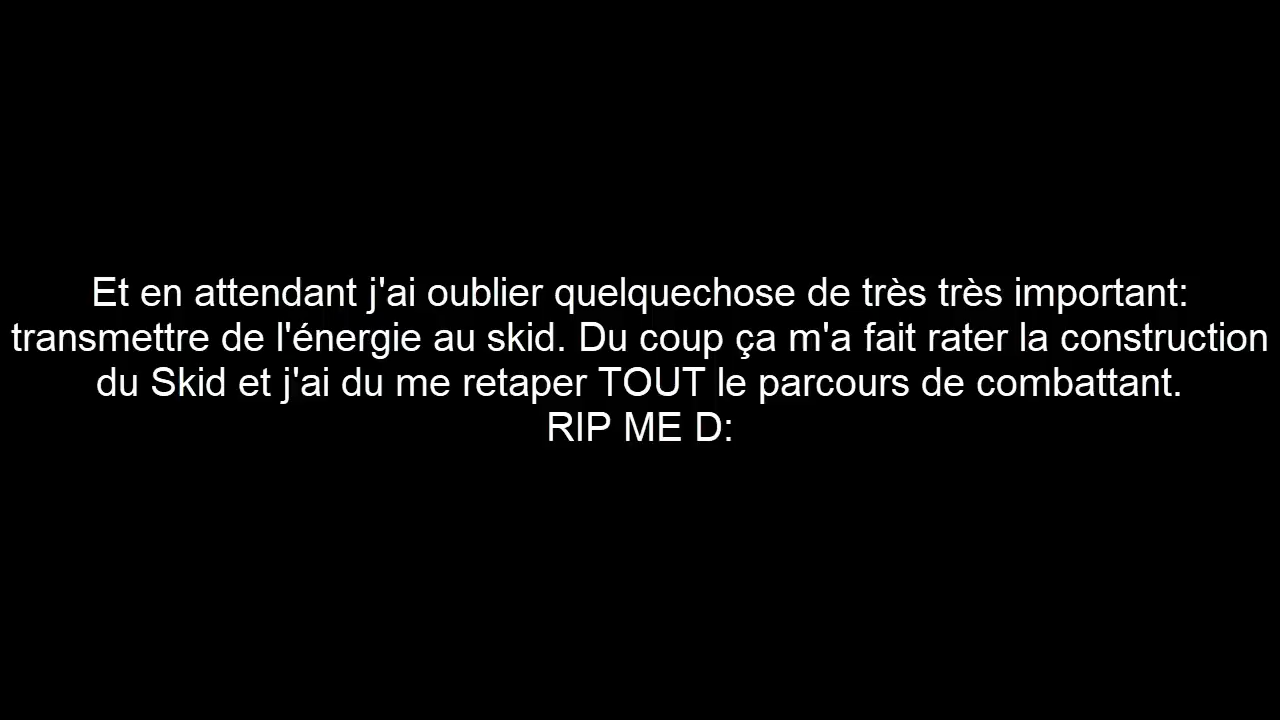 Et en attendant j'ai oublier quelquechose de très très important:
transmettre de l'énergie au skid. Du coup ça m'a fait rater la construction
du Skid et j'ai du me retaper TOUT le parcours de combattant.
RIP ME D: